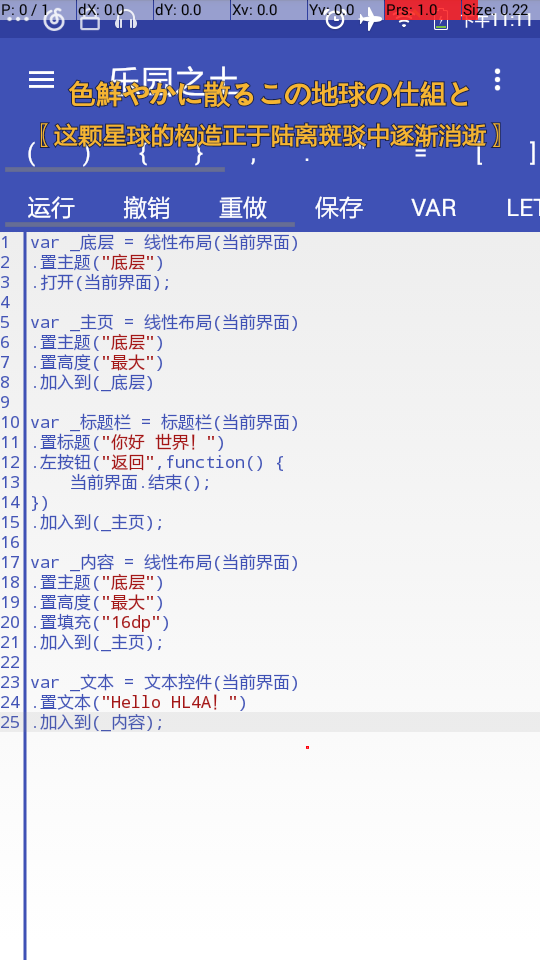 P: 0 / 1 dX: 0.0 dY: 0.0 Xv: 0.0 Yv: 0.0 Prs: 1.0 Size: 0.22
下午11:11
乐园之土
色鮮やかに散るこの地球の仕組と
〖这颗星球的构造正于陆离斑驳中逐渐消逝〗
( ) { } , . " = [ ]
运行 撤销 重做 保存 VAR LET
1 var _底层 = 线性布局(当前界面)
2 .置主题("底层")
3 .打开(当前界面);
4
5 var _主页 = 线性布局(当前界面)
6 .置主题("底层")
7 .置高度("最大")
8 .加入到(_底层)
9
10 var _标题栏 = 标题栏(当前界面)
11 .置标题("你好 世界！")
12 .左按钮("返回",function() {
13     当前界面.结束();
14 })
15 .加入到(_主页);
16
17 var _内容 = 线性布局(当前界面)
18 .置主题("底层")
19 .置高度("最大")
20 .置填充("16dp")
21 .加入到(_主页);
22
23 var _文本 = 文本控件(当前界面)
24 .置文本("Hello HL4A！")
25 .加入到(_内容);